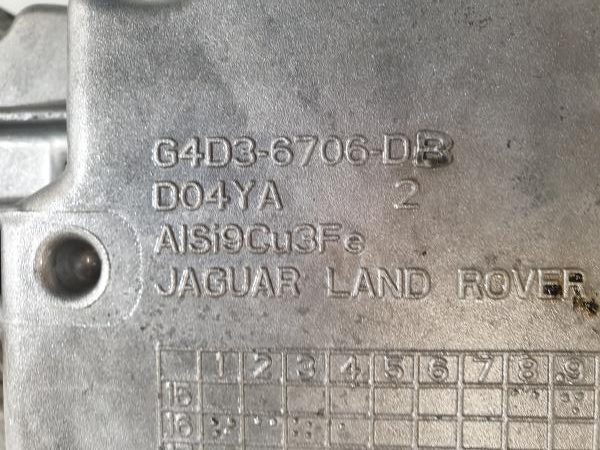 G4D3-6706-DB
D04YA 2
AlSi9Cu3Fe
JAGUAR LAND ROVER
1 2 3 4 5 6 7 8 9
15
16